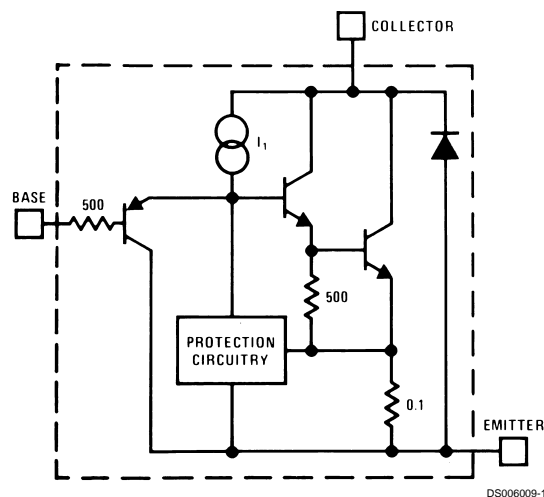 COLLECTOR
I₁
BASE
500
500
PROTECTION
CIRCUITRY
0.1
EMITTER
DS006009-1